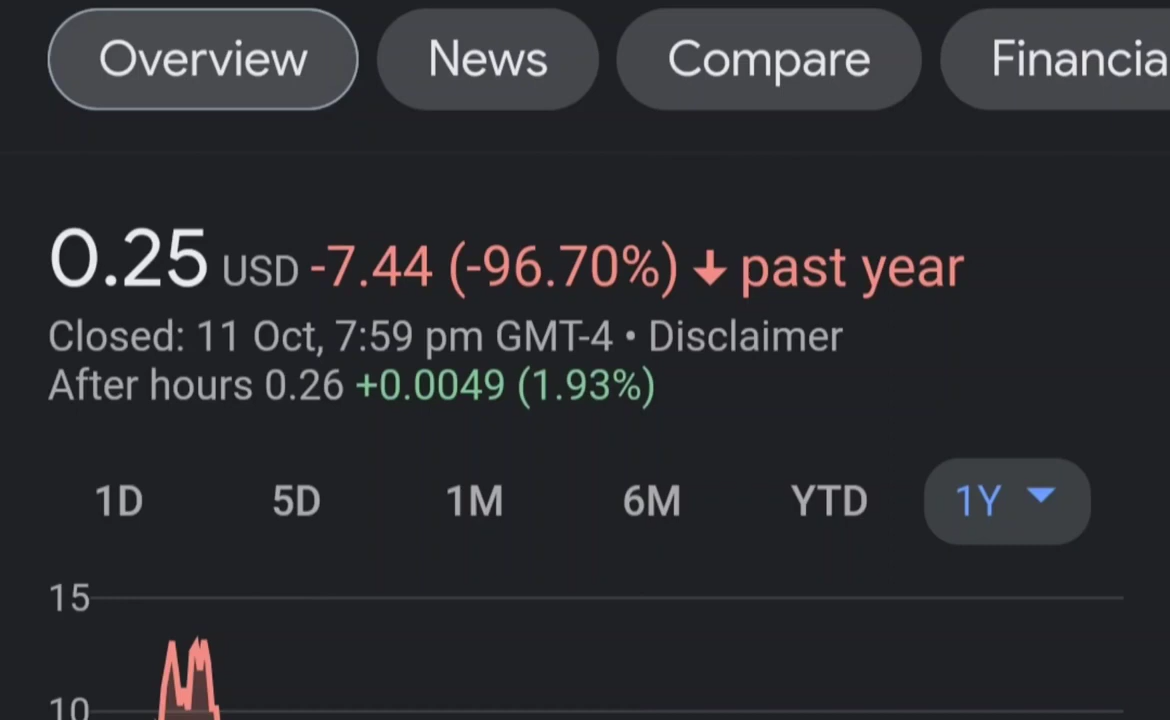 Overview News Compare Financia
0.25 USD -7.44 (-96.70%) ↓ past year
Closed: 11 Oct, 7:59 pm GMT-4 • Disclaimer
After hours 0.26 +0.0049 (1.93%)
1D 5D 1M 6M YTD 1Y
15
10